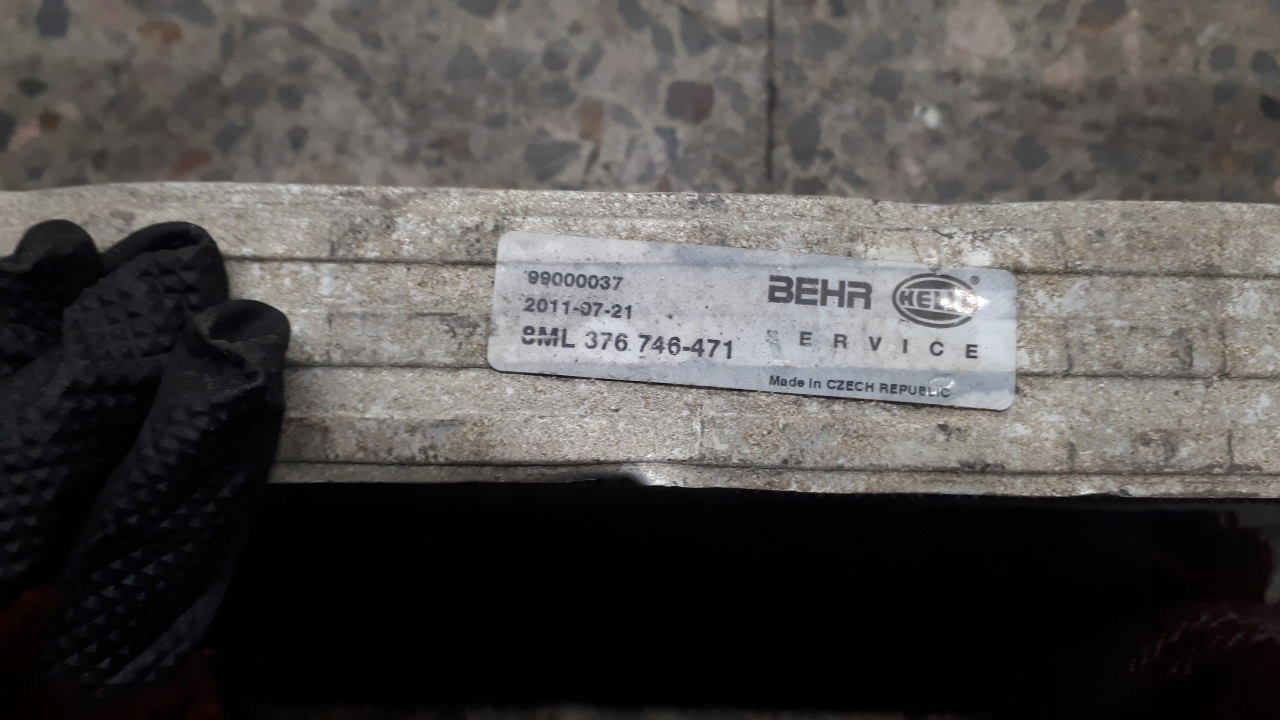 99000037
2011-07-21
8ML 376 746-471
BEHR HELLA®
SERVICE
Made in CZECH REPUBLIC